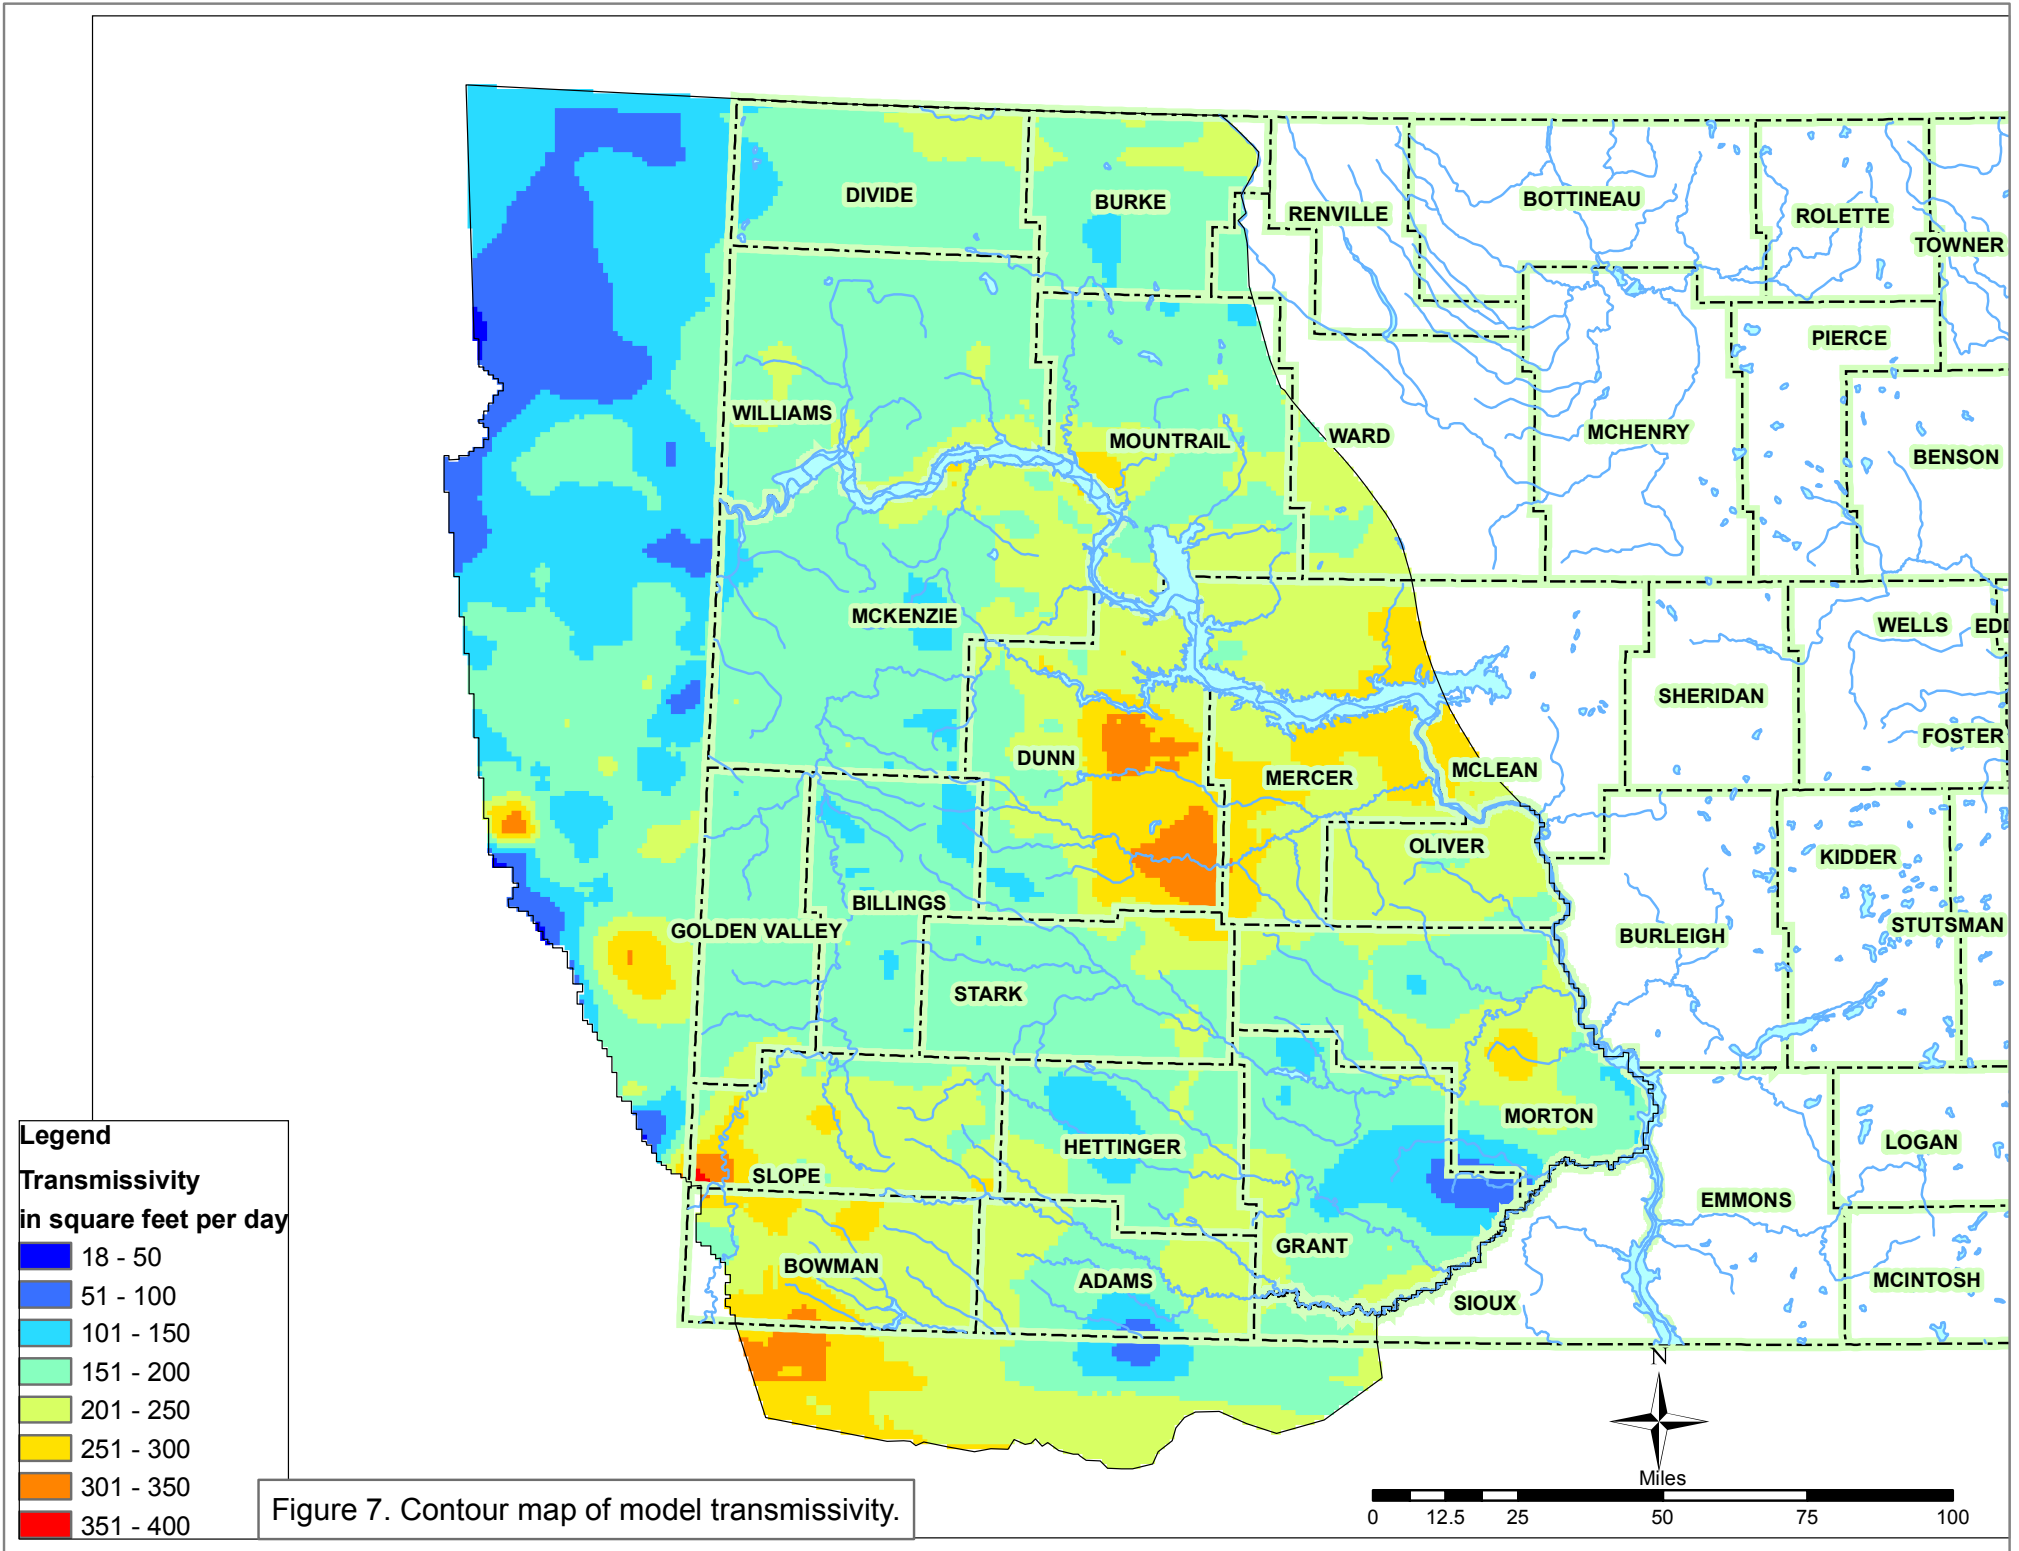 DIVIDE
BURKE
RENVILLE
BOTTINEAU
ROLETTE
TOWNER
PIERCE
WILLIAMS
MOUNTRAIL
WARD
MCHENRY
BENSON
MCKENZIE
WELLS
EDD
SHERIDAN
DUNN
MERCER
MCLEAN
FOSTER
OLIVER
KIDDER
BILLINGS
GOLDEN VALLEY
BURLEIGH
STUTSMAN
STARK
MORTON
HETTINGER
LOGAN
SLOPE
EMMONS
GRANT
BOWMAN
ADAMS
MCINTOSH
SIOUX
Legend
Transmissivity
in square feet per day
18 - 50
51 - 100
101 - 150
151 - 200
201 - 250
251 - 300
301 - 350
351 - 400
Figure 7. Contour map of model transmissivity.
N
Miles
0 12.5 25 50 75 100